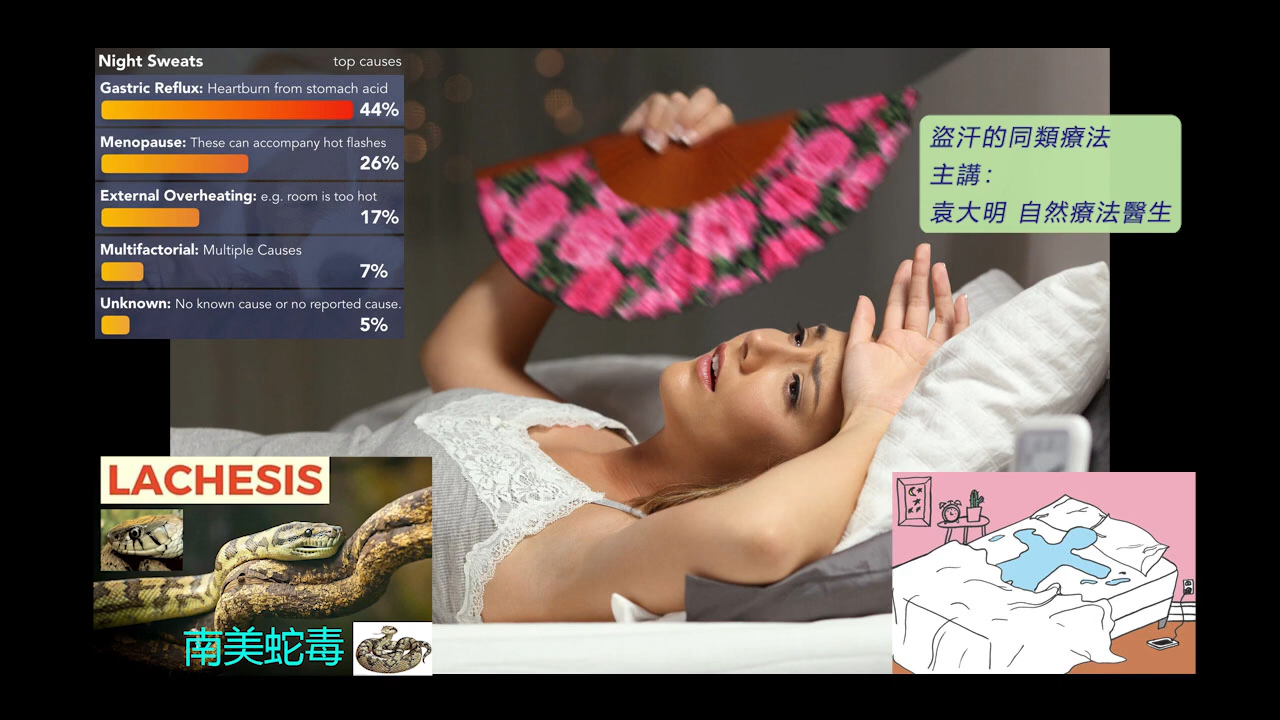 Night Sweats top causes
Gastric Reflux: Heartburn from stomach acid
44%
Menopause: These can accompany hot flashes
26%
External Overheating: e.g. room is too hot
17%
Multifactorial: Multiple Causes
7%
Unknown: No known cause or no reported cause.
5%
盜汗的同類療法
主講：
袁大明 自然療法醫生
LACHESIS
南美蛇毒